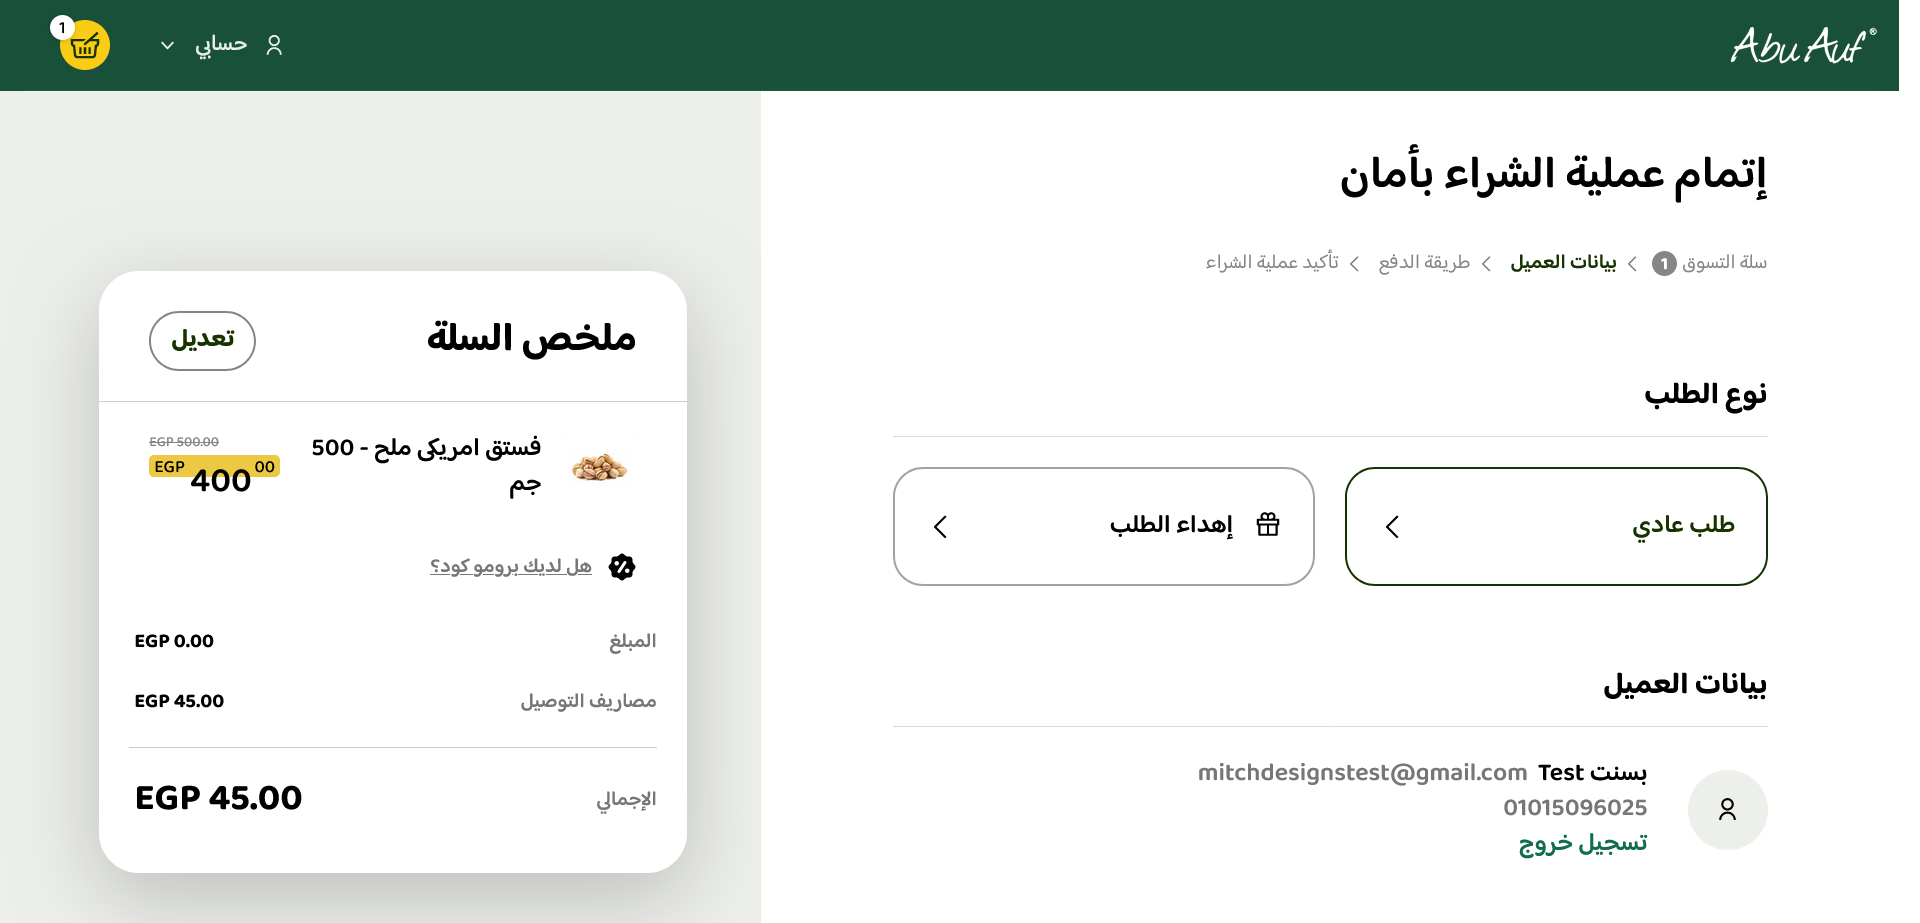 Abu Auf®
حسابي
1
إتمام عملية الشراء بأمان
سلة التسوق 1 بيانات العميل طريقة الدفع تأكيد عملية الشراء
نوع الطلب
طلب عادي
إهداء الطلب
بيانات العميل
بسنت Test mitchdesignstest@gmail.com
01015096025
تسجيل خروج
ملخص السلة
تعديل
فستق امريكى ملح - 500
جم
EGP 500.00
EGP 400 00
هل لديك برومو كود؟
المبلغ
EGP 0.00
مصاريف التوصيل
EGP 45.00
الإجمالي
EGP 45.00